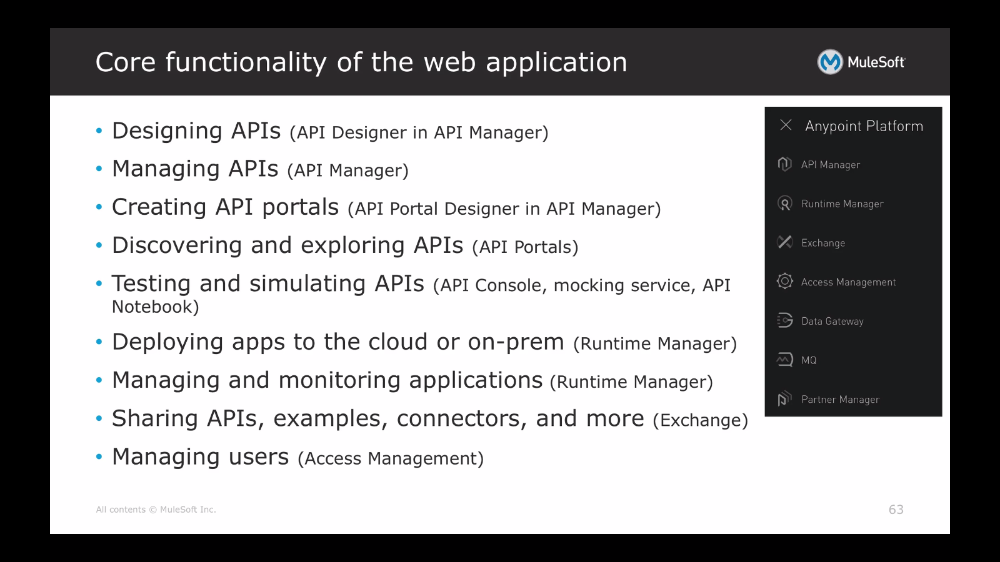 Core functionality of the web application
MuleSoft
• Designing APIs (API Designer in API Manager)
• Managing APIs (API Manager)
• Creating API portals (API Portal Designer in API Manager)
• Discovering and exploring APIs (API Portals)
• Testing and simulating APIs (API Console, mocking service, API
Notebook)
• Deploying apps to the cloud or on-prem (Runtime Manager)
• Managing and monitoring applications (Runtime Manager)
• Sharing APIs, examples, connectors, and more (Exchange)
• Managing users (Access Management)
Anypoint Platform
API Manager
Runtime Manager
Exchange
Access Management
Data Gateway
MQ
Partner Manager
All contents © MuleSoft Inc.
63